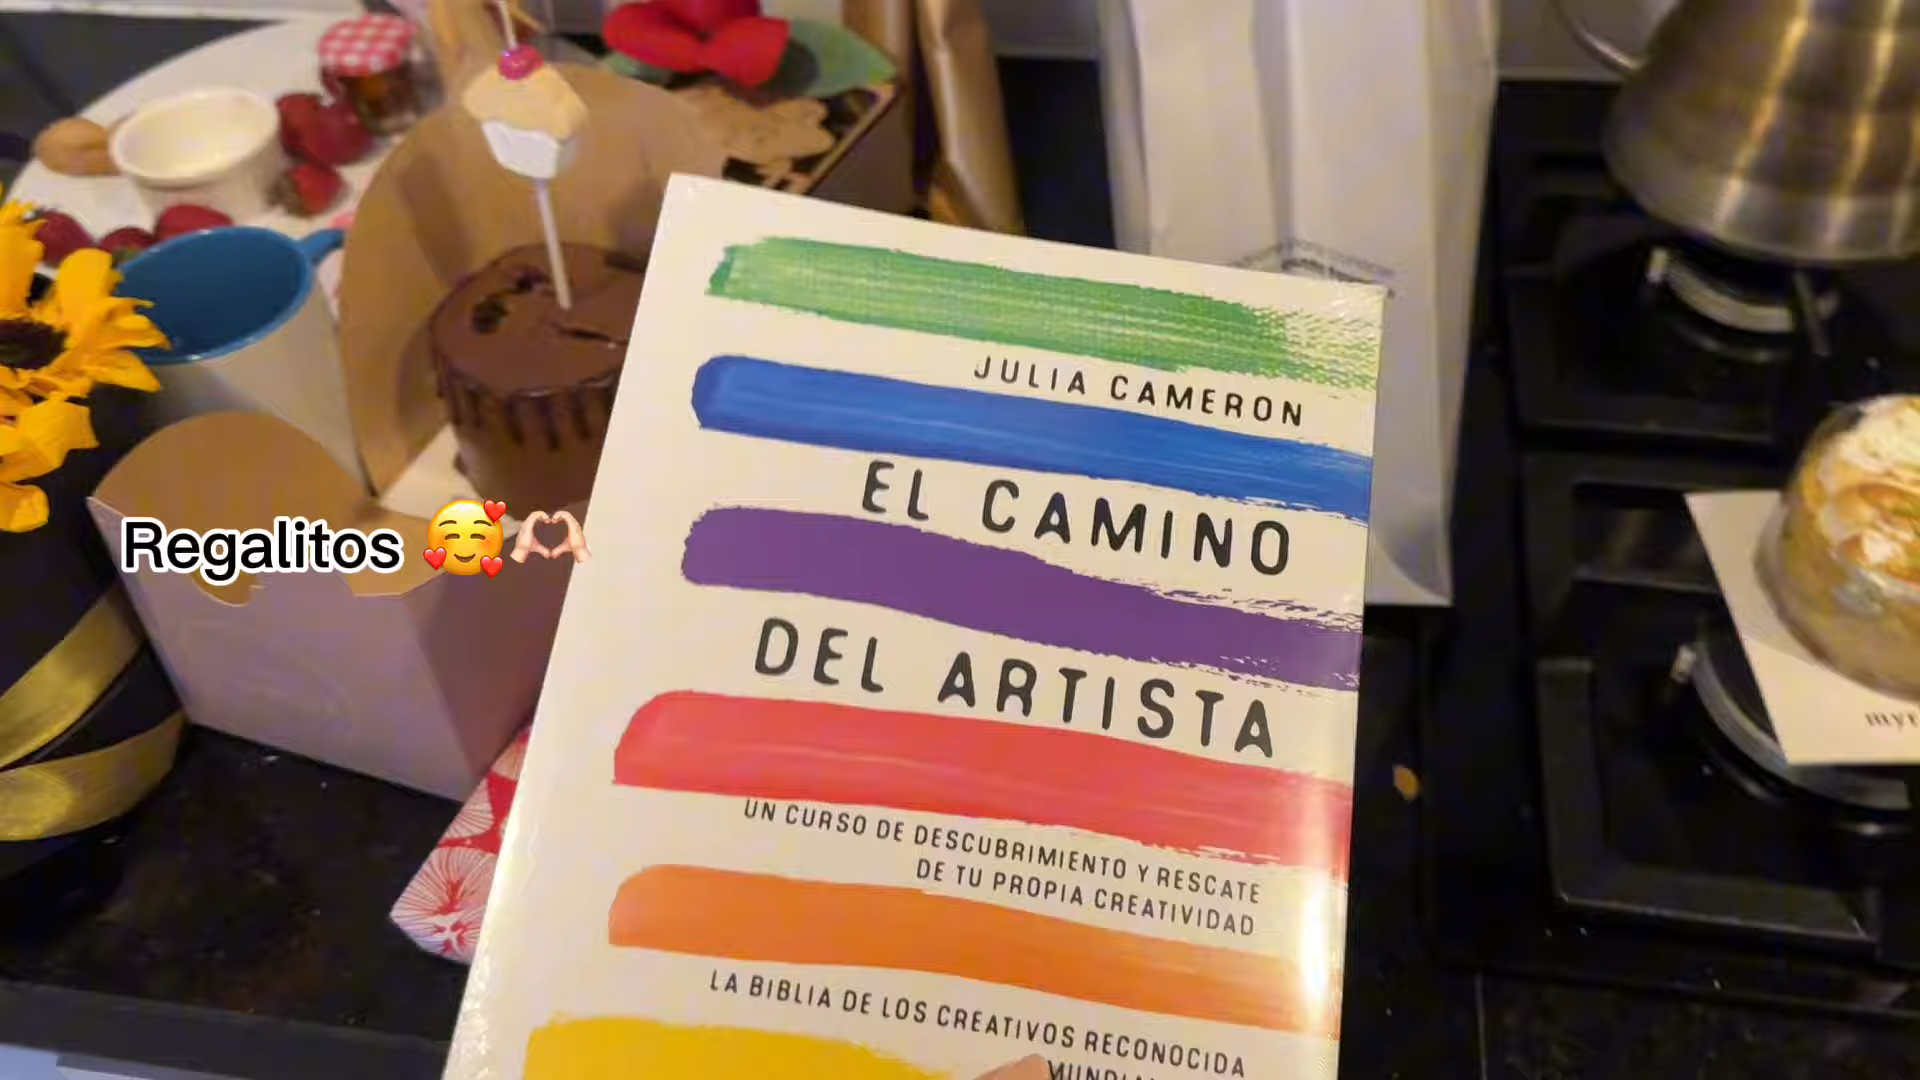 JULIA CAMERON
EL CAMINO
DEL ARTISTA
UN CURSO DE DESCUBRIMIENTO Y RESCATE
DE TU PROPIA CREATIVIDAD
LA BIBLIA DE LOS CREATIVOS RECONOCIDA
Regalitos 🥰🫶🏻